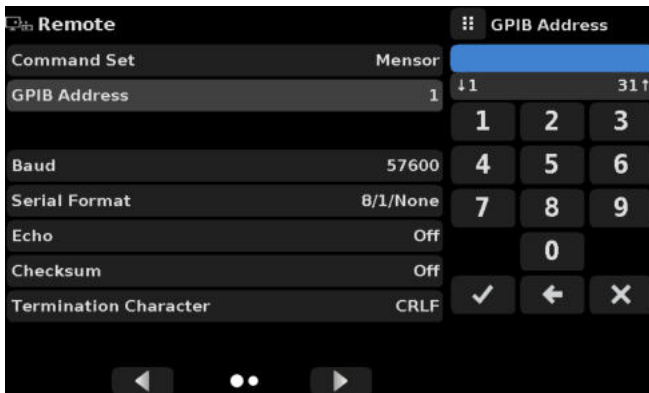 Remote
Command Set Mensor
GPIB Address 1
Baud 57600
Serial Format 8/1/None
Echo Off
Checksum Off
Termination Character CRLF
GPIB Address
↓1 31↑
1 2 3
4 5 6
7 8 9
0